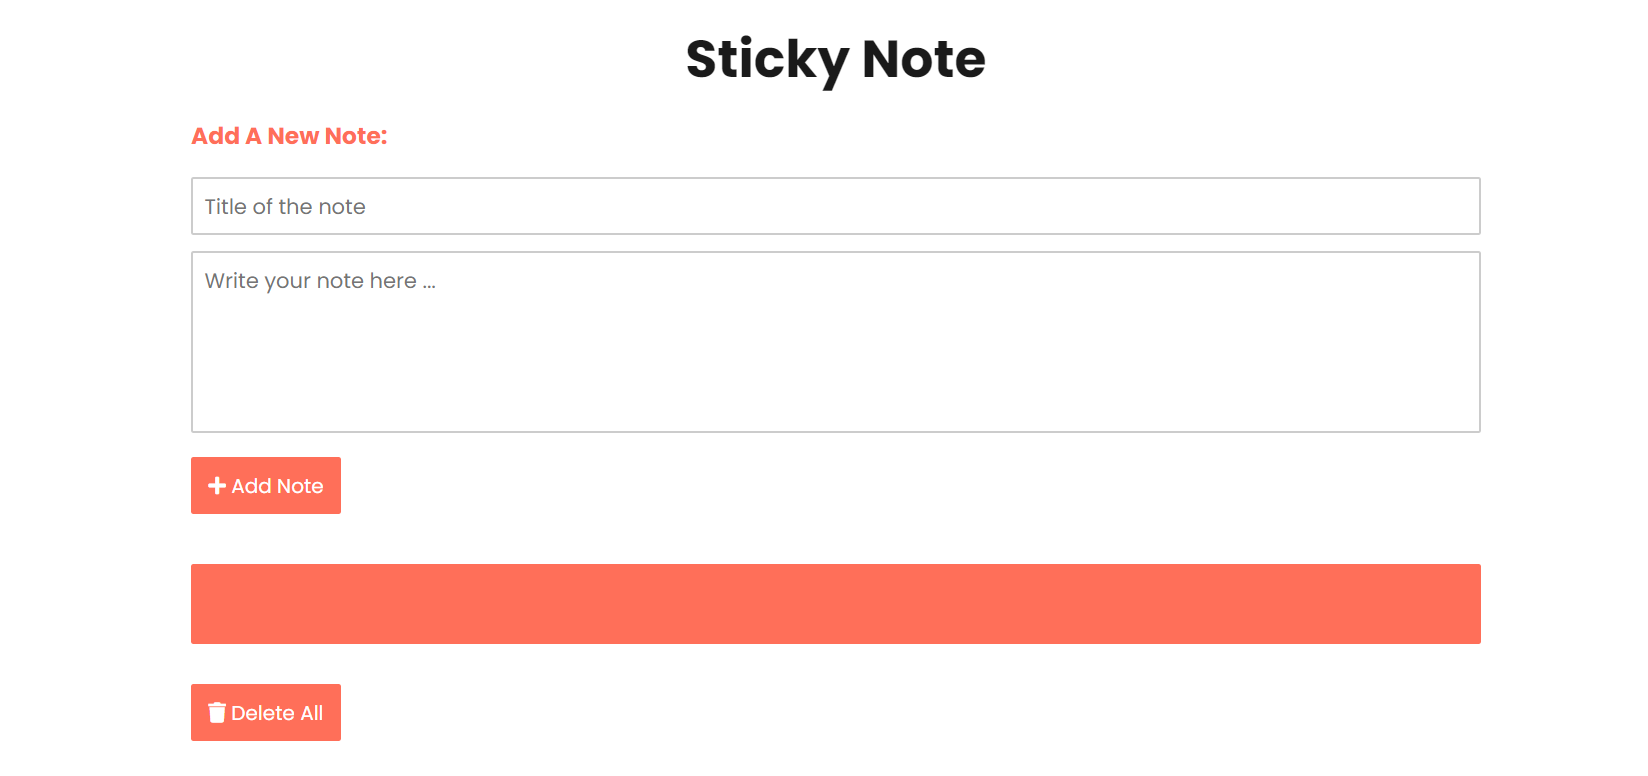 Sticky Note
Add A New Note:
Title of the note
Write your note here ...
Add Note
Delete All